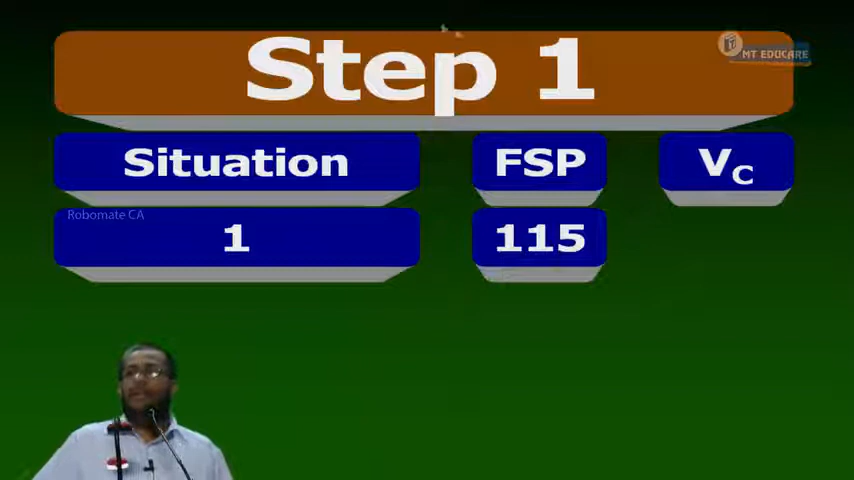 Step 1
MT EDUCARE
Situation FSP VC
Robomate CA
1 115